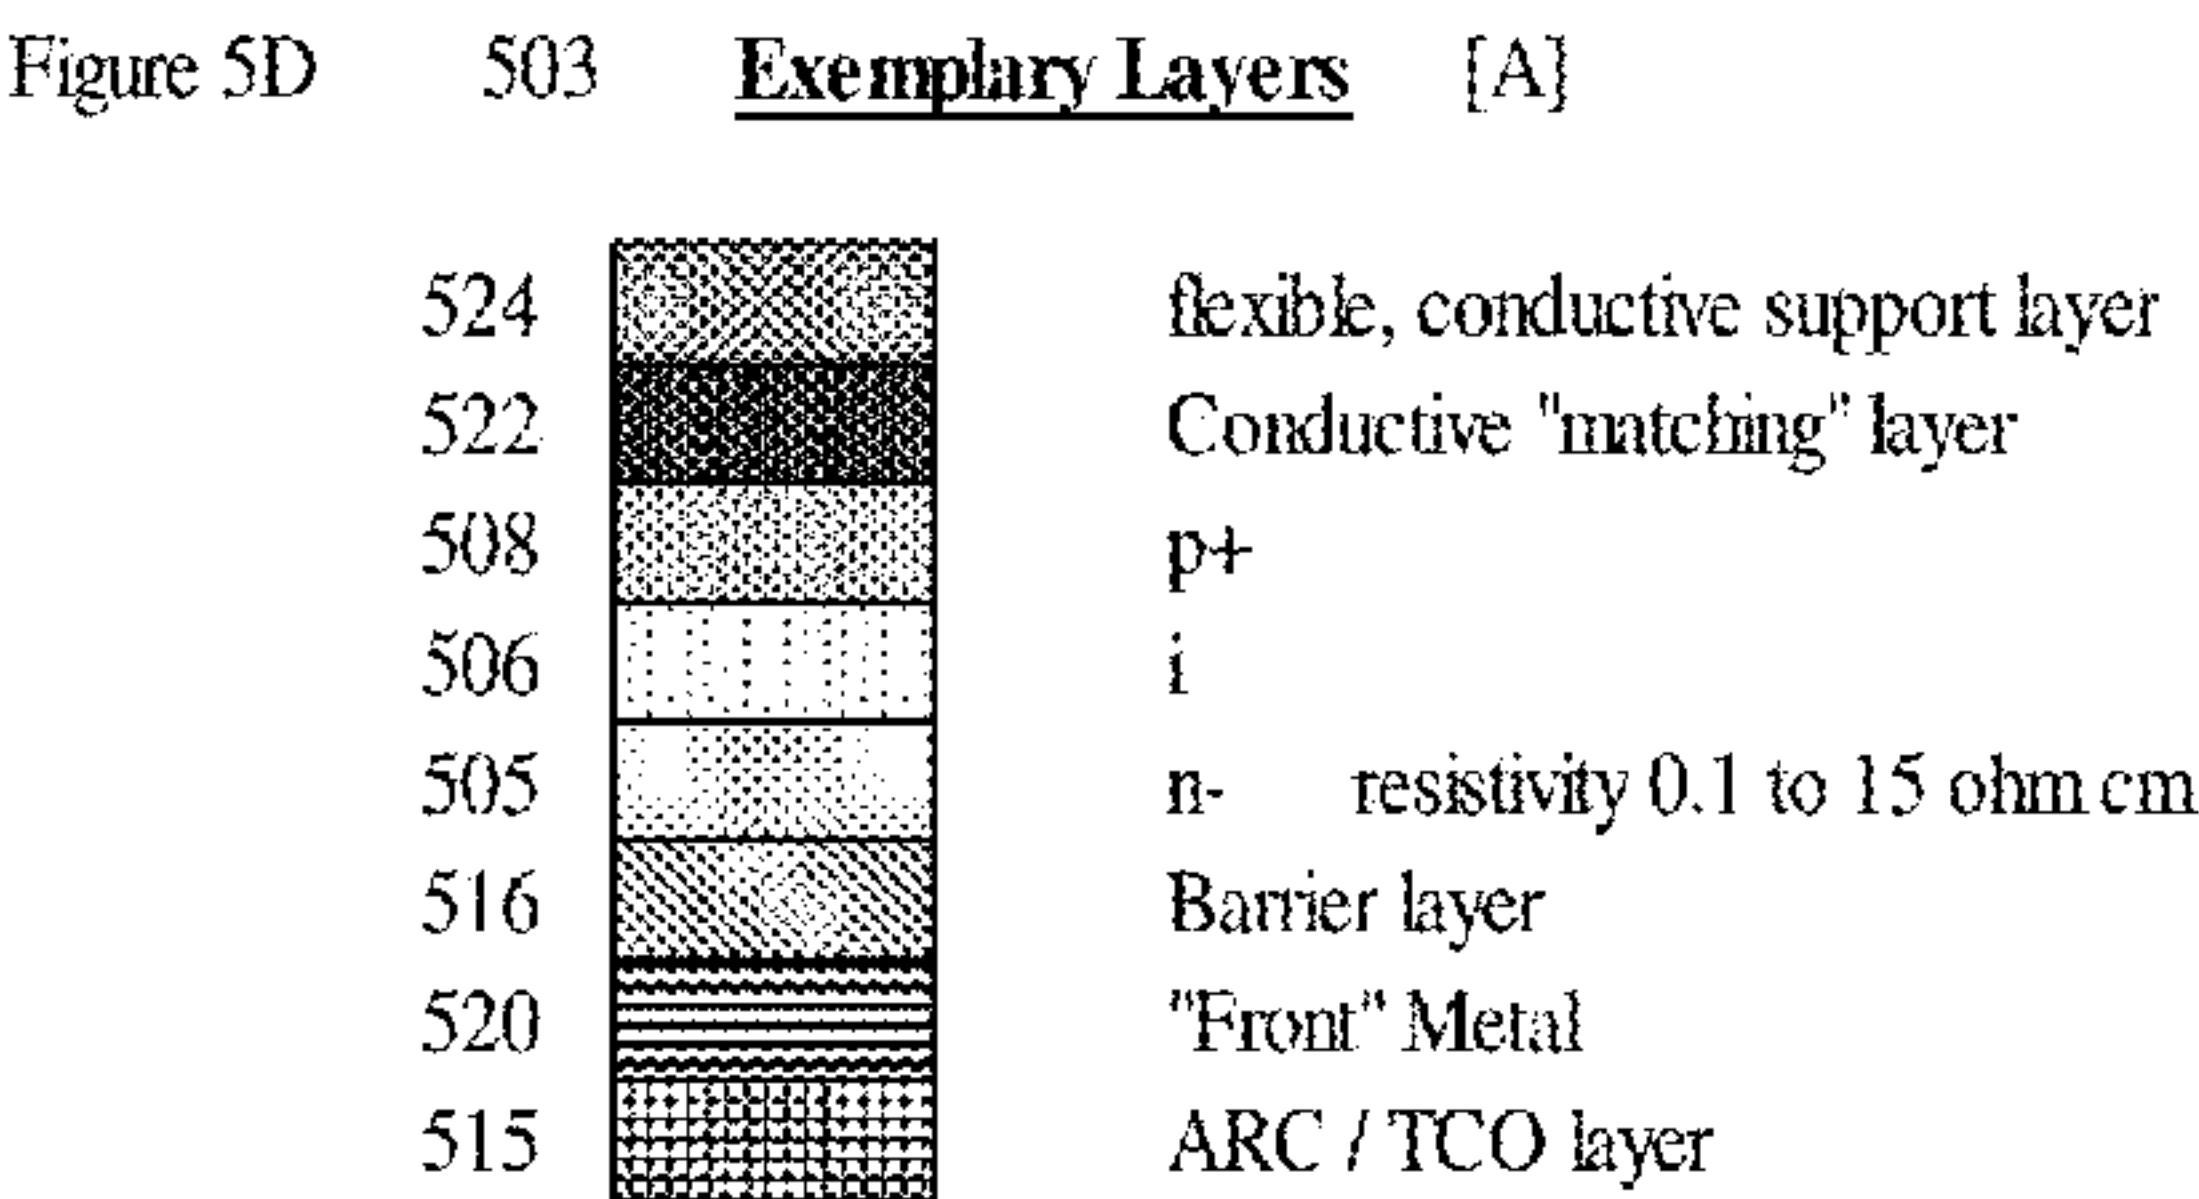 Figure 5D 503 Exemplary Layers [A]
524 flexible, conductive support layer
522 Conductive "matching" layer
508 p+
506 i
505 n- resistivity 0.1 to 15 ohm cm
516 Barrier layer
520 "Front" Metal
515 ARC / TCO layer